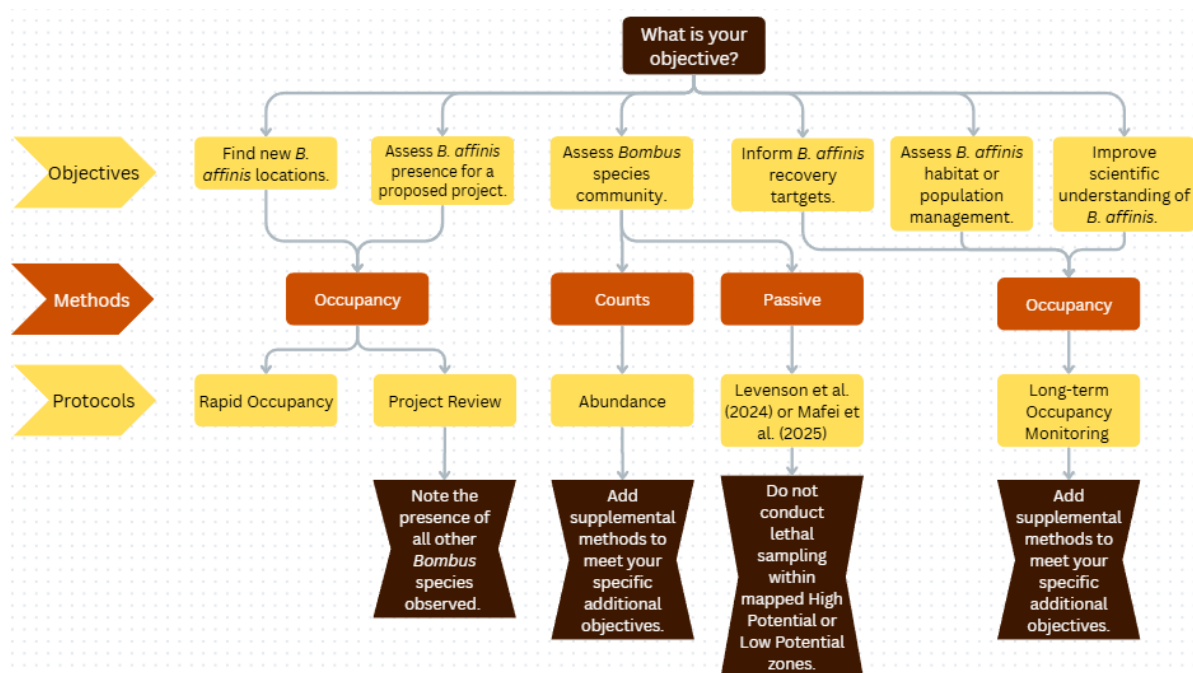 What is your
objective?
Objectives
Find new B.
affinis locations.
Assess B. affinis
presence for a
proposed project.
Assess Bombus
species
community.
Inform B. affinis
recovery
tartgets.
Assess B. affinis
habitat or
population
management.
Improve
scientific
understanding of
B. affinis.
Methods
Occupancy
Counts
Passive
Occupancy
Protocols
Rapid Occupancy
Project Review
Abundance
Levenson et al.
(2024) or Mafei et
al. (2025)
Long-term
Occupancy
Monitoring
Note the
presence of
all other
Bombus
species
observed.
Add
supplemental
methods to
meet your
specific
additional
objectives.
Do not
conduct
lethal
sampling
within
mapped High
Potential or
Low Potential
zones.
Add
supplemental
methods to
meet your
specific
additional
objectives.